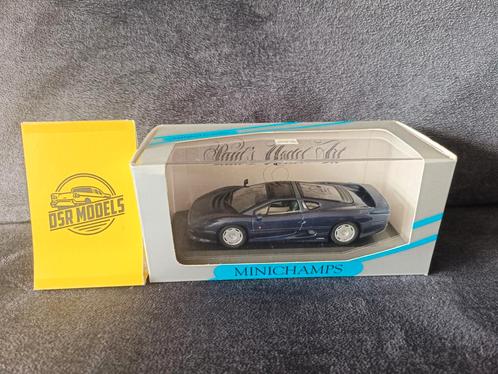 Paul's Model Art
DSR MODELS
MINICHAMPS